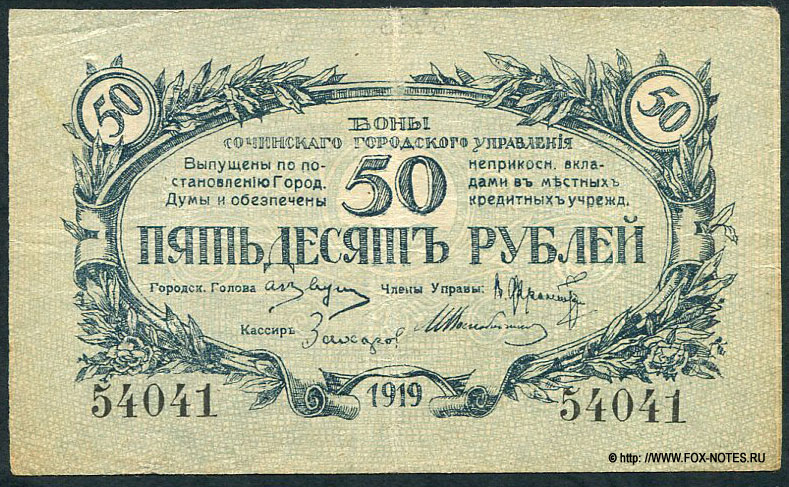 50 50
БОНЫ
СОЧИНСКАГО ГОРОДСКОГО УПРАВЛЕНІЯ
Выпущены по по-
становленію Город.
Думы и обезпечены
50
неприкосн. вкла-
дами въ мѣстныхъ
кредитныхъ учрежд.
ПЯТЬДЕСЯТЪ РУБЛЕЙ
Городск. Голова Члены Управы:
Кассиръ Захаров
54041 1919 54041
© http: //WWW.FOX-NOTES.RU